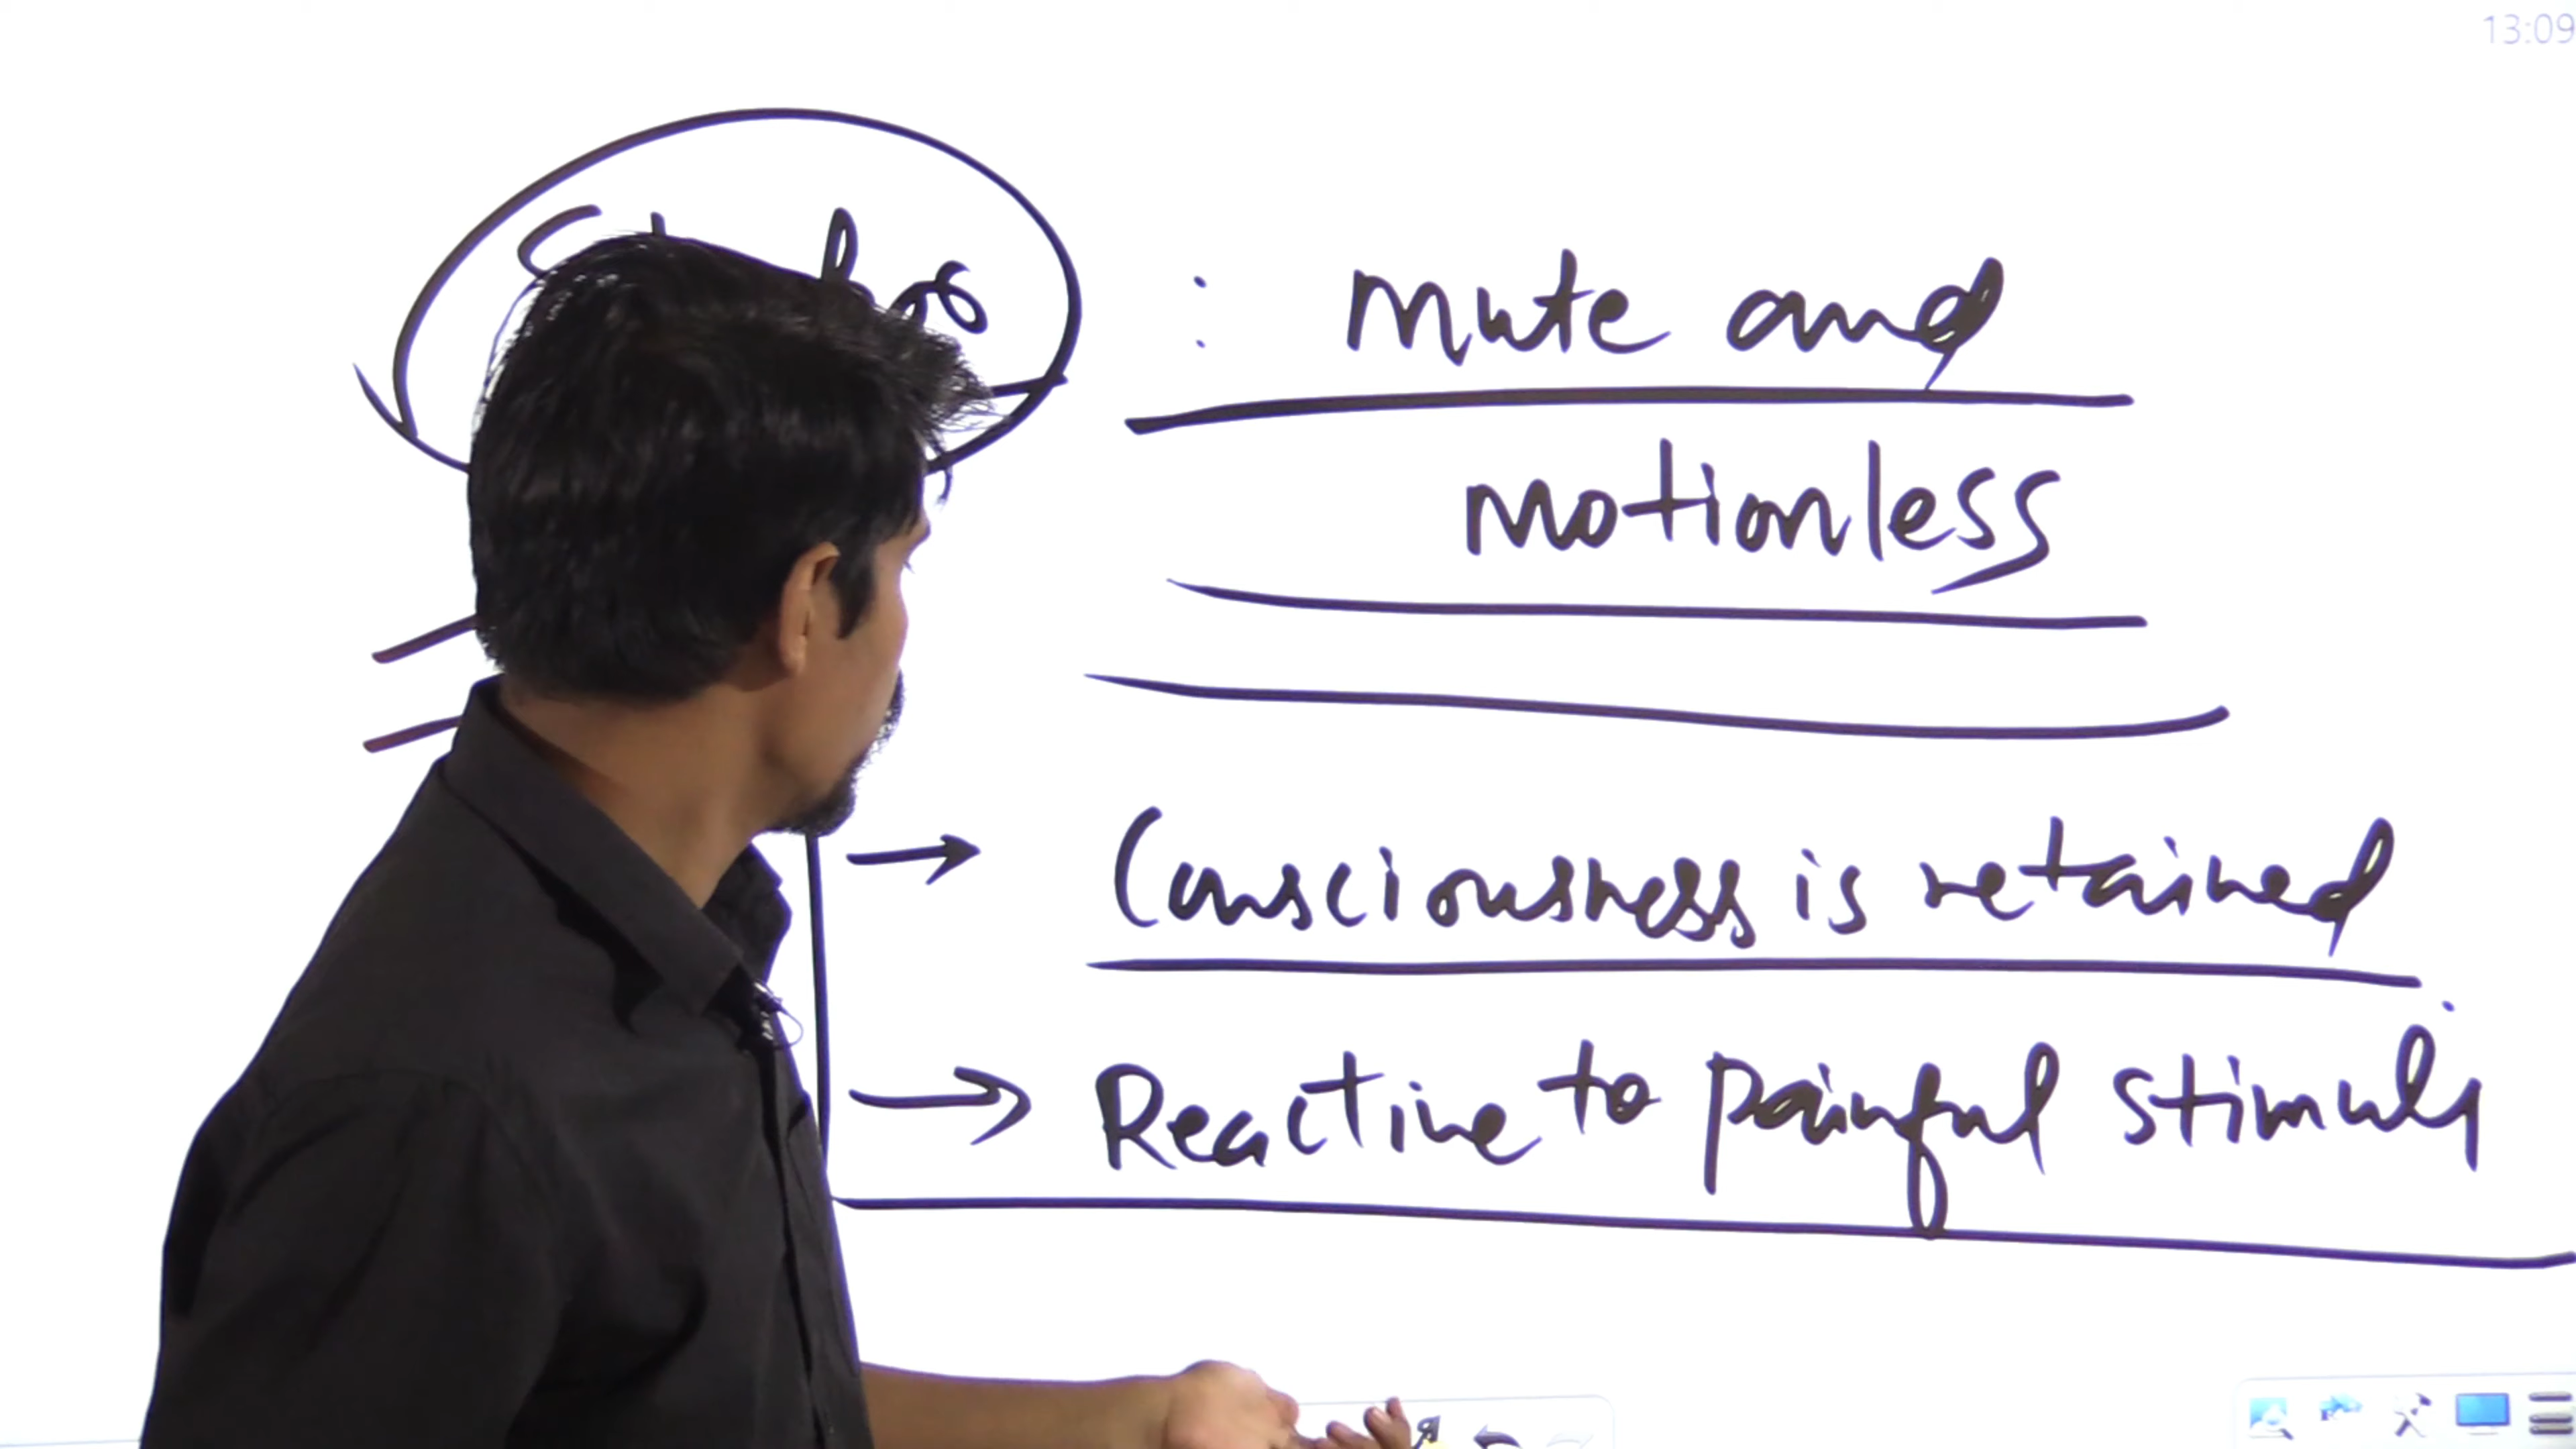 13:09
: Mute and
motionless
→ Consciousness is retained
→ Reactive to painful stimuli